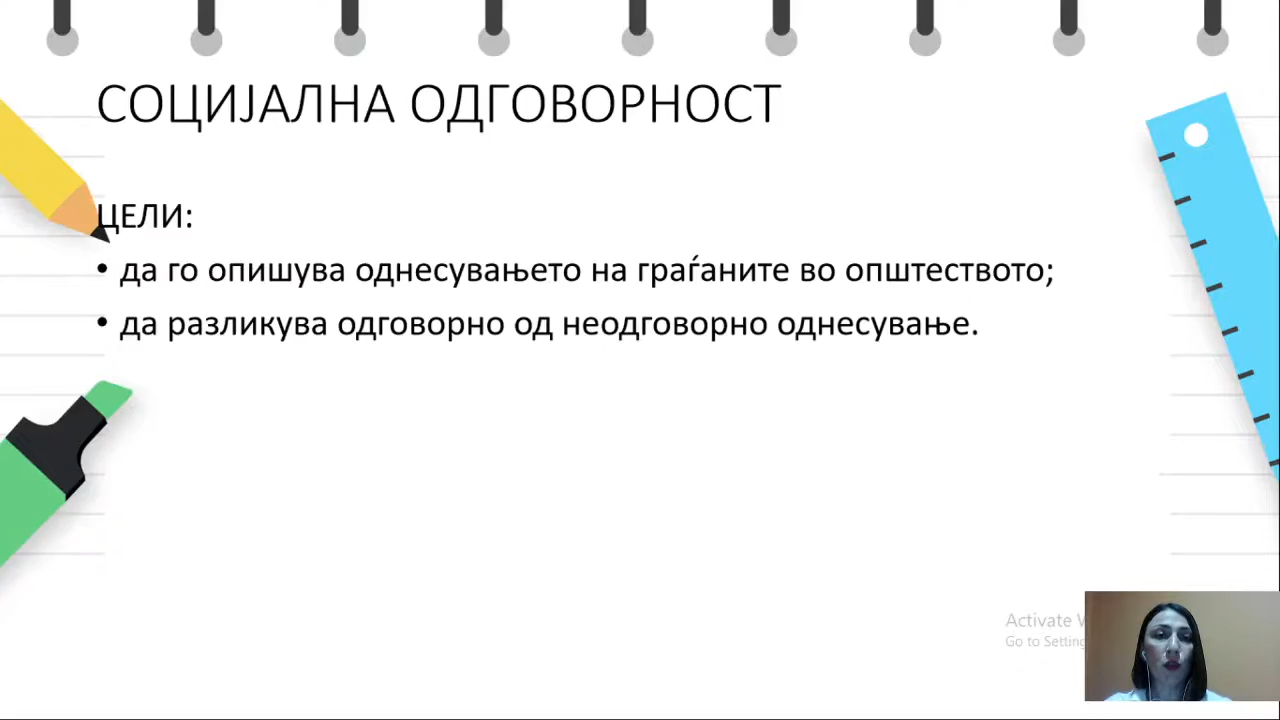 СОЦИЈАЛНА ОДГОВОРНОСТ
ЦЕЛИ:
• да го опишува однесувањето на граѓаните во општеството;
• да разликува одговорно од неодговорно однесување.
Activate
Go to